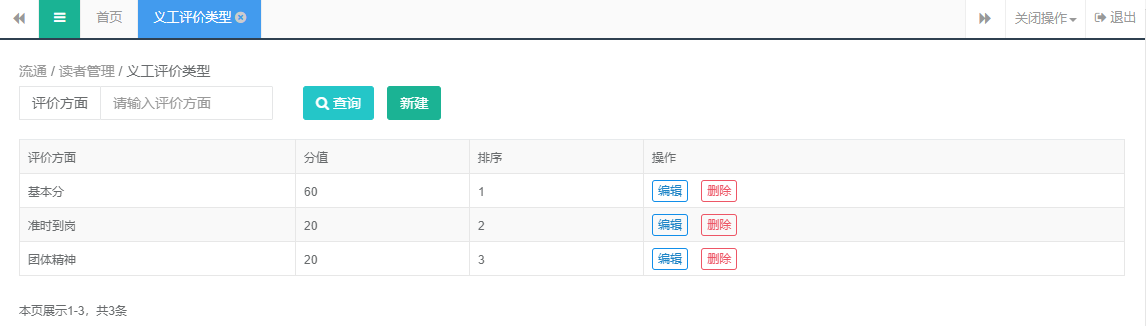 首页 义工评价类型 关闭操作 退出
流通 / 读者管理 / 义工评价类型
评价方面 请输入评价方面 查询 新建
评价方面 分值 排序 操作
基本分 60 1 编辑 删除
准时到岗 20 2 编辑 删除
团体精神 20 3 编辑 删除
本页展示1-3，共3条